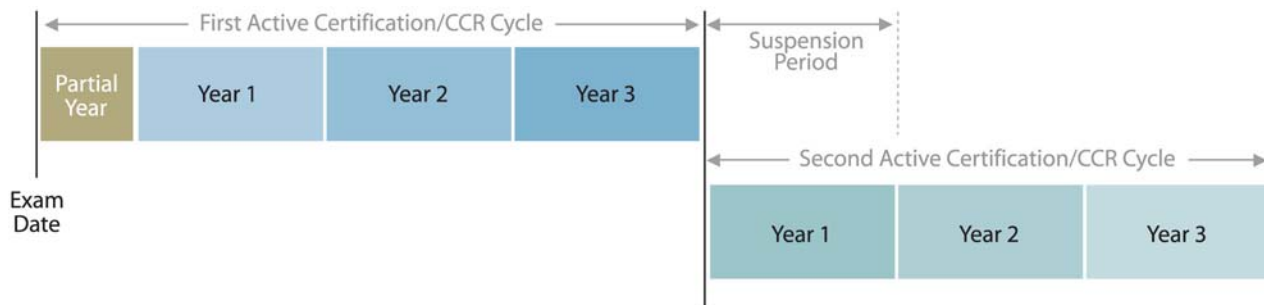 First Active Certification/CCR Cycle
Suspension
Period
Partial
Year
Year 1
Year 2
Year 3
Second Active Certification/CCR Cycle
Exam
Date
Year 1
Year 2
Year 3